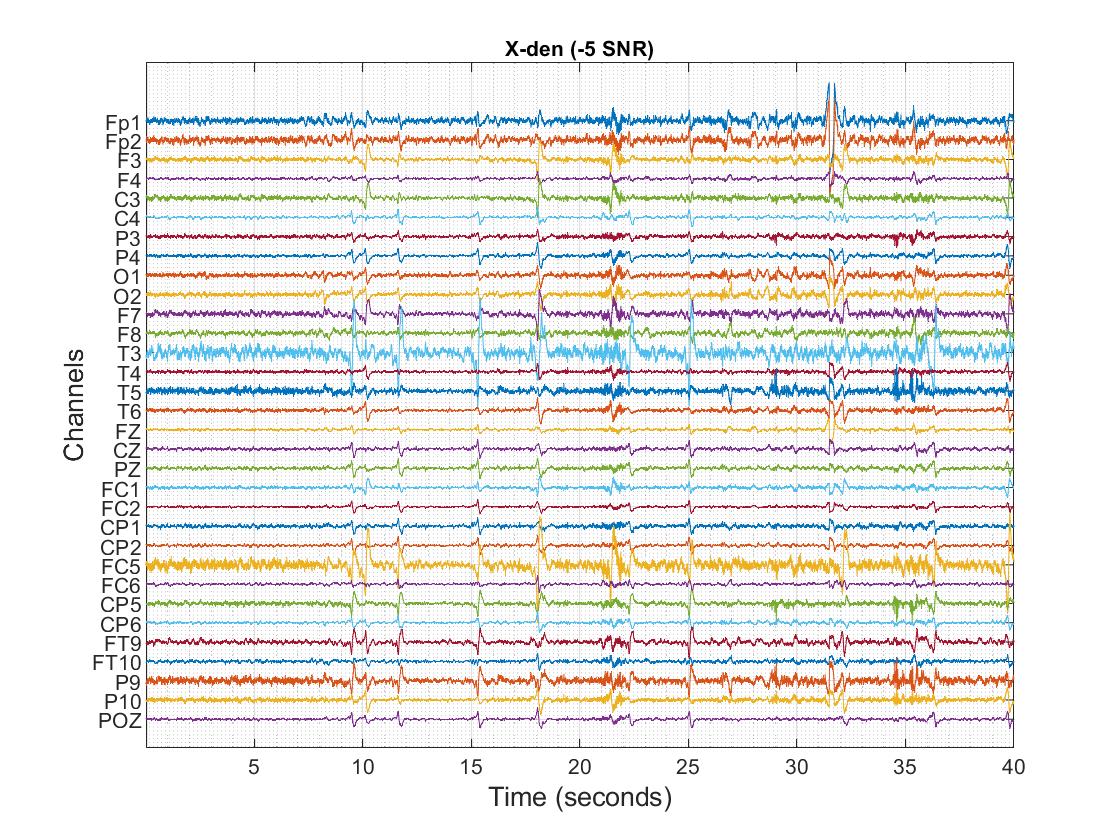 X-den (-5 SNR)
Fp1
Fp2
F3
F4
C3
C4
P3
P4
O1
O2
F7
F8
T3
T4
T5
T6
FZ
CZ
PZ
FC1
FC2
CP1
CP2
FC5
FC6
CP5
CP6
FT9
FT10
P9
P10
POZ
Channels
5 10 15 20 25 30 35 40
Time (seconds)